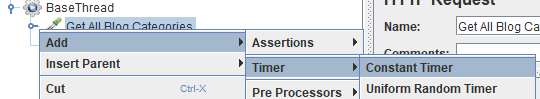 BaseThread
Get All Blog Categories
HTTP Request
Name: Get All Blog Ca
Comments:
Add
Insert Parent
Cut Ctrl-X
Assertions
Timer
Pre Processors
Constant Timer
Uniform Random Timer